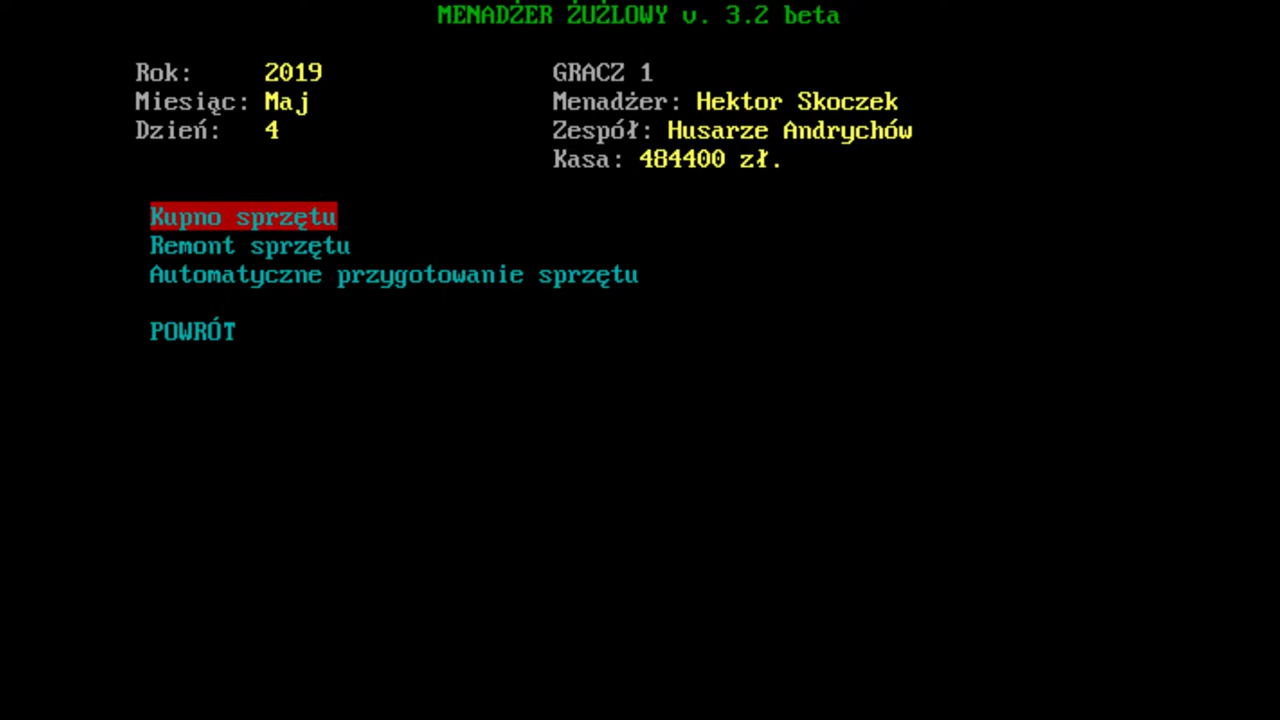 MENADŻER ŻUŻLOWY v. 3.2 beta
Rok: 2019
Miesiąc: Maj
Dzień: 4
GRACZ 1
Menadżer: Hektor Skoczek
Zespół: Husarze Andrychów
Kasa: 484400 zł.
Kupno sprzętu
Remont sprzętu
Automatyczne przygotowanie sprzętu
POWRÓT